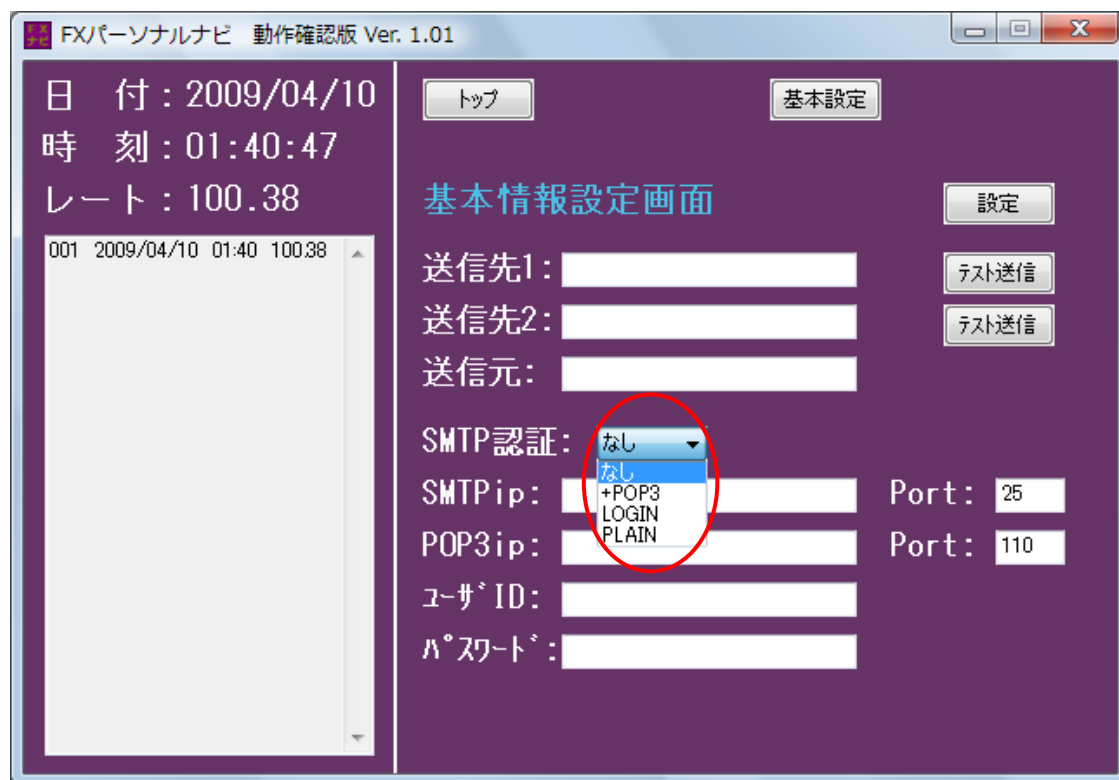 FXパーソナルナビ 動作確認版 Ver. 1.01
日 付:2009/04/10
時 刻:01:40:47
レート:100.38
001 2009/04/10 01:40 100.38
トップ
基本設定
基本情報設定画面
設定
送信先1:
テスト送信
送信先2:
テスト送信
送信元:
SMTP認証:
なし
なし
+POP3
LOGIN
PLAIN
SMTPip:
Port: 25
POP3ip:
Port: 110
ユーザID:
パスワード: